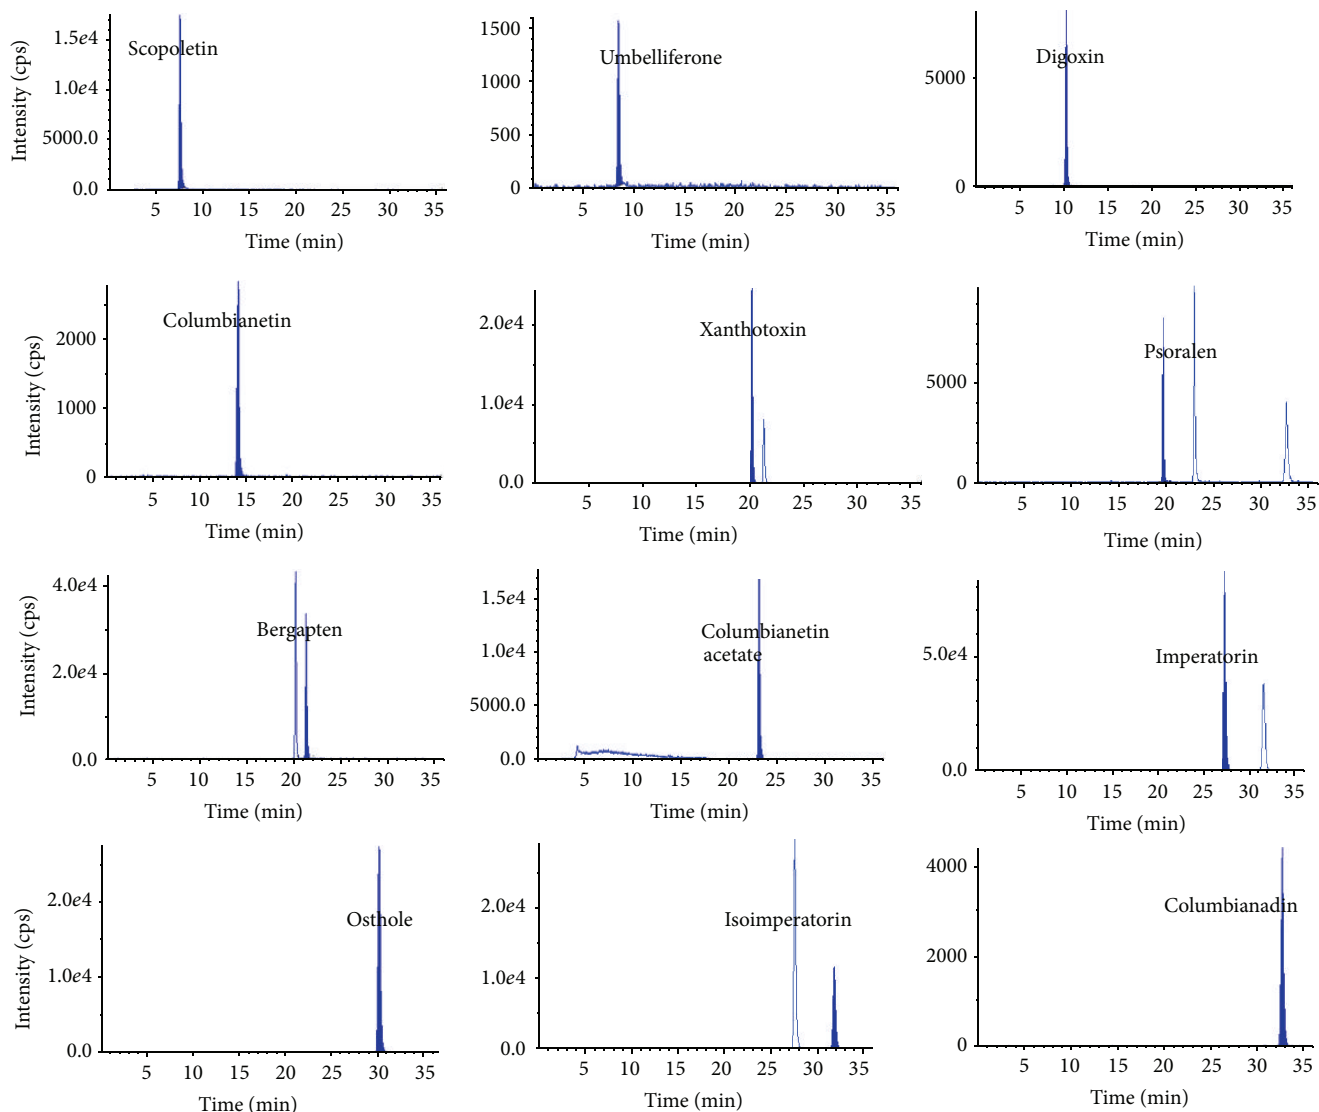 Intensity (cps)
1.5e4
1.0e4
5000.0
0.0
Scopoletin
5 10 15 20 25 30 35
Time (min)
1500
1000
500
0
Umbelliferone
5 10 15 20 25 30 35
Time (min)
5000
0
Digoxin
5 10 15 20 25 30 35
Time (min)
Intensity (cps)
2000
1000
0
Columbianetin
5 10 15 20 25 30 35
Time (min)
2.0e4
1.0e4
0.0
Xanthotoxin
5 10 15 20 25 30 35
Time (min)
5000
0
Psoralen
5 10 15 20 25 30 35
Time (min)
Intensity (cps)
4.0e4
2.0e4
0.0
Bergapten
5 10 15 20 25 30 35
Time (min)
1.5e4
1.0e4
5000.0
0.0
Columbianetin
acetate
5 10 15 20 25 30 35
Time (min)
5.0e4
0.0
Imperatorin
5 10 15 20 25 30 35
Time (min)
Intensity (cps)
2.0e4
1.0e4
0.0
Osthole
5 10 15 20 25 30 35
Time (min)
2.0e4
1.0e4
0.0
Isoimperatorin
5 10 15 20 25 30 35
Time (min)
4000
2000
0
Columbianadin
5 10 15 20 25 30 35
Time (min)